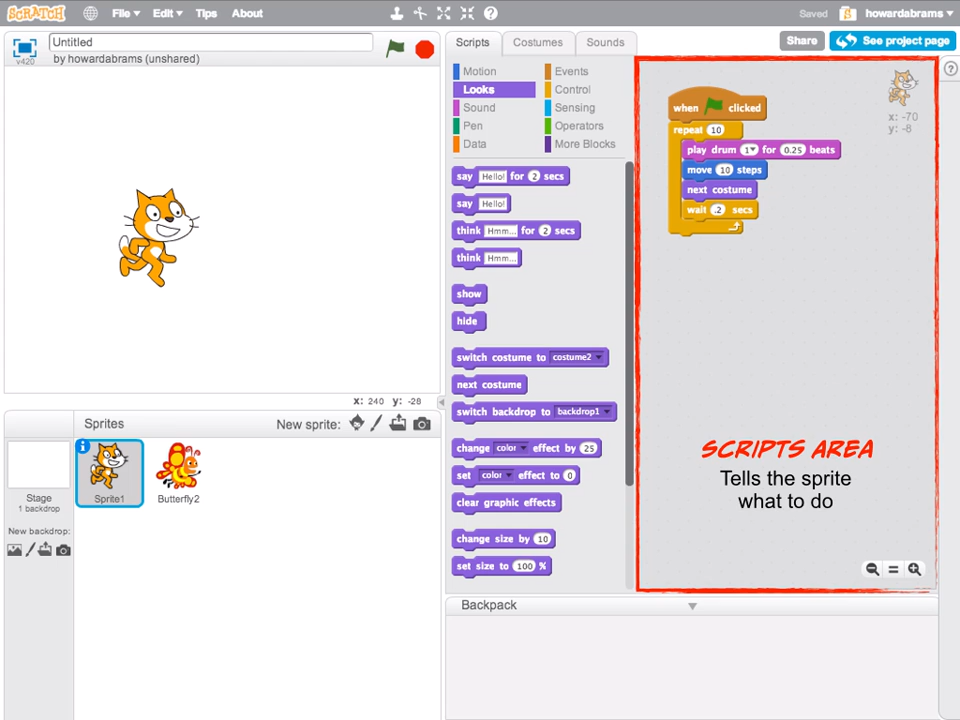 SCRATCH File Edit Tips About Saved howardabrams
Share See project page
v420 Untitled
by howardabrams (unshared)
Scripts Costumes Sounds
Motion Events
Looks Control
Sound Sensing
Pen Operators
Data More Blocks
say Hello! for 2 secs
say Hello!
think Hmm... for 2 secs
think Hmm...
show
hide
switch costume to costume2
next costume
switch backdrop to backdrop1
change color effect by 25
set color effect to 0
clear graphic effects
change size by 10
set size to 100 %
when clicked
repeat 10
play drum 1 for 0.25 beats
move 10 steps
next costume
wait .2 secs
x: -70
y: -8
SCRIPTS AREA
Tells the sprite
what to do
x: 240 y: -28
Sprites New sprite:
Stage
1 backdrop
New backdrop:
Sprite1
Butterfly2
Backpack